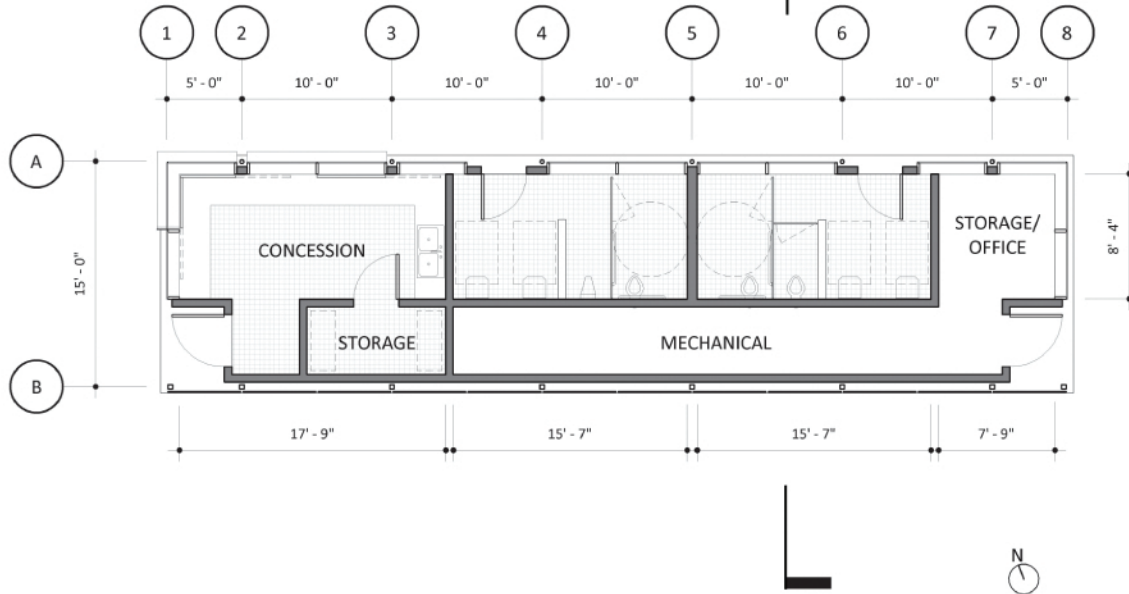 1 2 3 4 5 6 7 8
5' - 0" 10' - 0" 10' - 0" 10' - 0" 10' - 0" 10' - 0" 5' - 0"
A
CONCESSION
STORAGE/
OFFICE
15' - 0"
8' - 4"
STORAGE
MECHANICAL
B
17' - 9" 15' - 7" 15' - 7" 7' - 9"
N